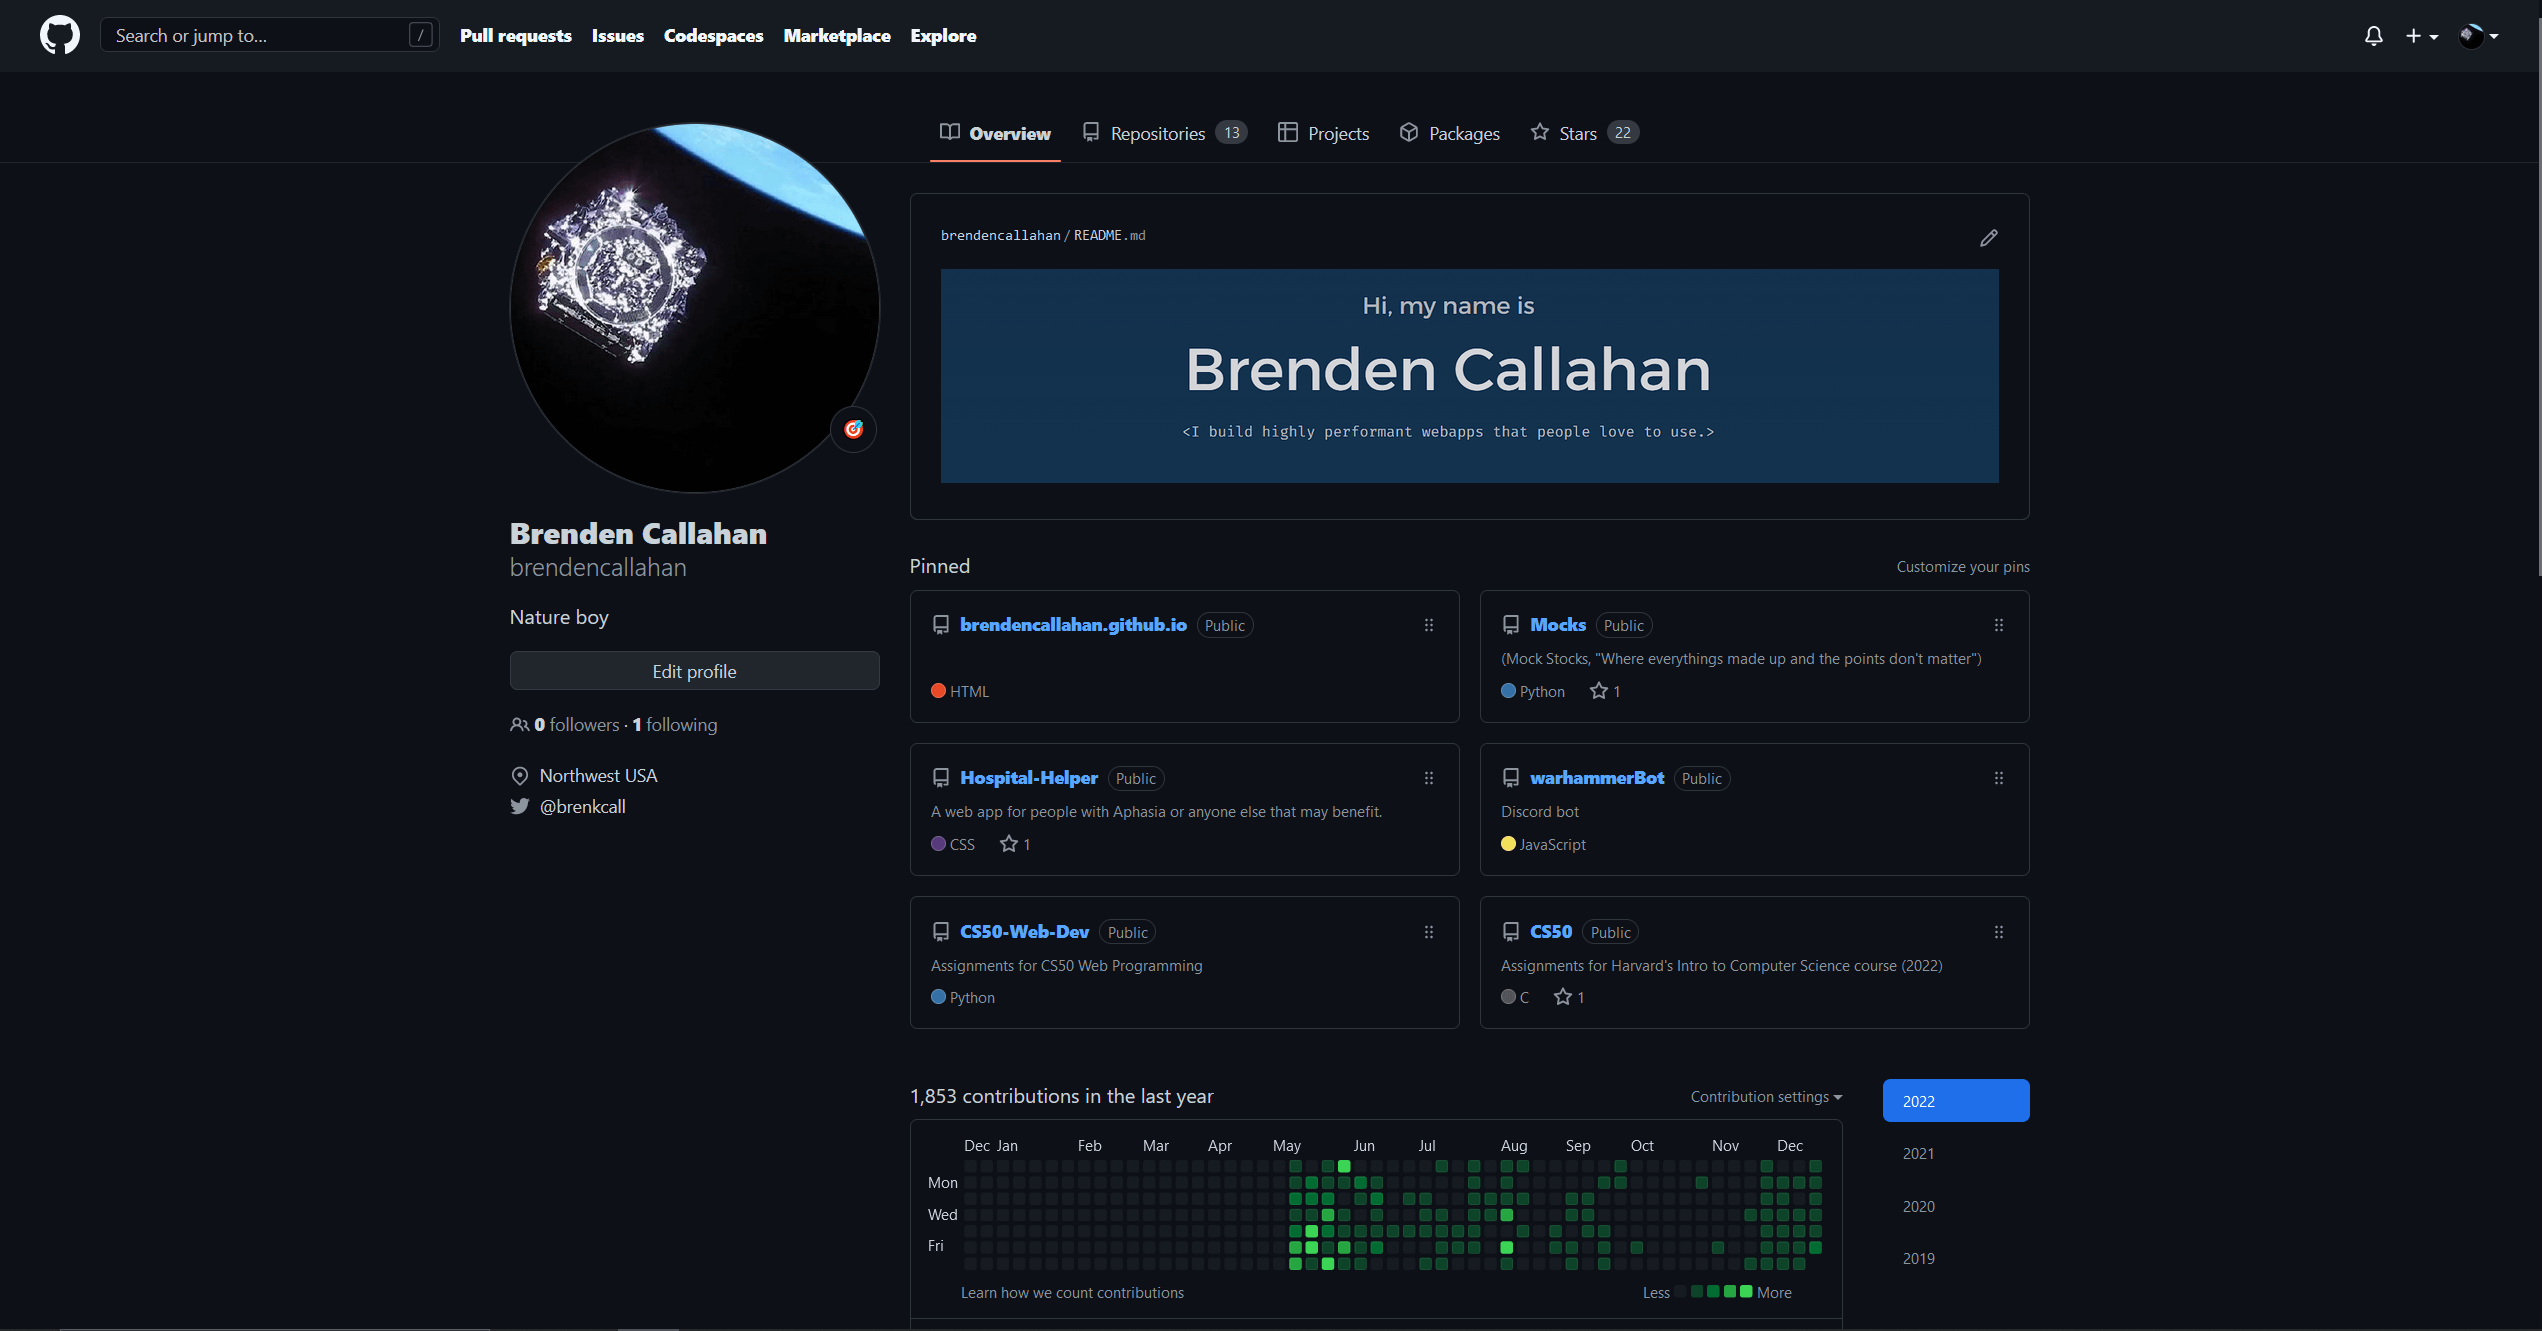 Search or jump to...
/
Pull requests
Issues
Codespaces
Marketplace
Explore
Overview
Repositories 13
Projects
Packages
Stars 22
brendencallahan / README.md
Hi, my name is
Brenden Callahan
<I build highly performant webapps that people love to use.>
Brenden Callahan
brendencallahan
Nature boy
Edit profile
0 followers · 1 following
Northwest USA
@brenkcall
Pinned
Customize your pins
brendencallahan.github.io Public
HTML
Mocks Public
(Mock Stocks, "Where everythings made up and the points don't matter")
Python 1
Hospital-Helper Public
A web app for people with Aphasia or anyone else that may benefit.
CSS 1
warhammerBot Public
Discord bot
JavaScript
CS50-Web-Dev Public
Assignments for CS50 Web Programming
Python
CS50 Public
Assignments for Harvard's Intro to Computer Science course (2022)
C 1
1,853 contributions in the last year
Contribution settings
Dec Jan Feb Mar Apr May Jun Jul Aug Sep Oct Nov Dec
Mon
Wed
Fri
Learn how we count contributions
Less More
2022
2021
2020
2019